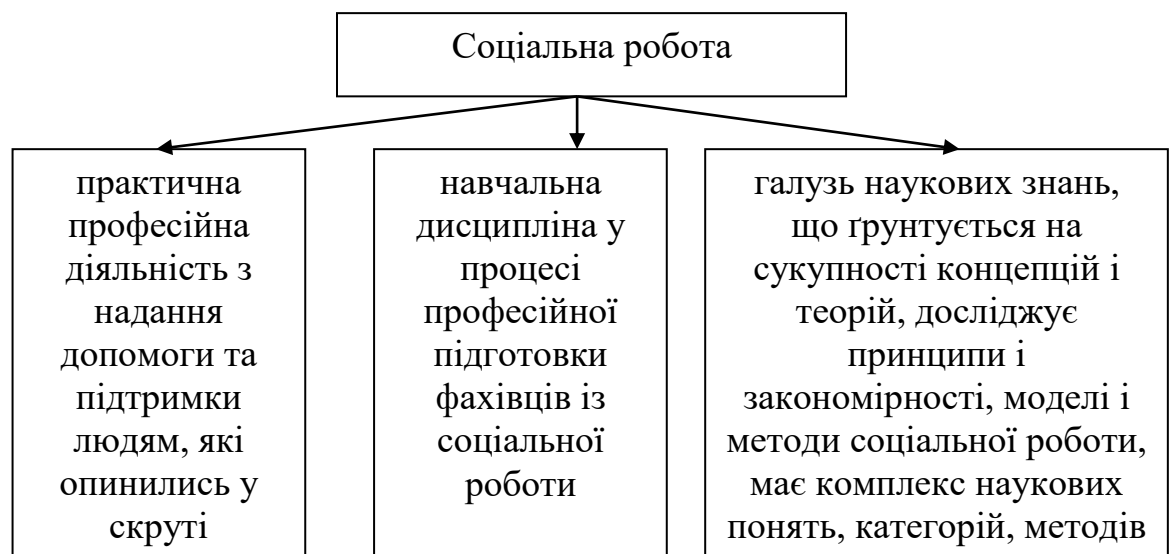 Соціальна робота
практична
професійна
діяльність з
надання
допомоги та
підтримки
людям, які
опинились у
скруті
навчальна
дисципліна у
процесі
професійної
підготовки
фахівців із
соціальної
роботи
галузь наукових знань,
що ґрунтується на
сукупності концепцій і
теорій, досліджує
принципи і
закономірності, моделі і
методи соціальної роботи,
має комплекс наукових
понять, категорій, методів